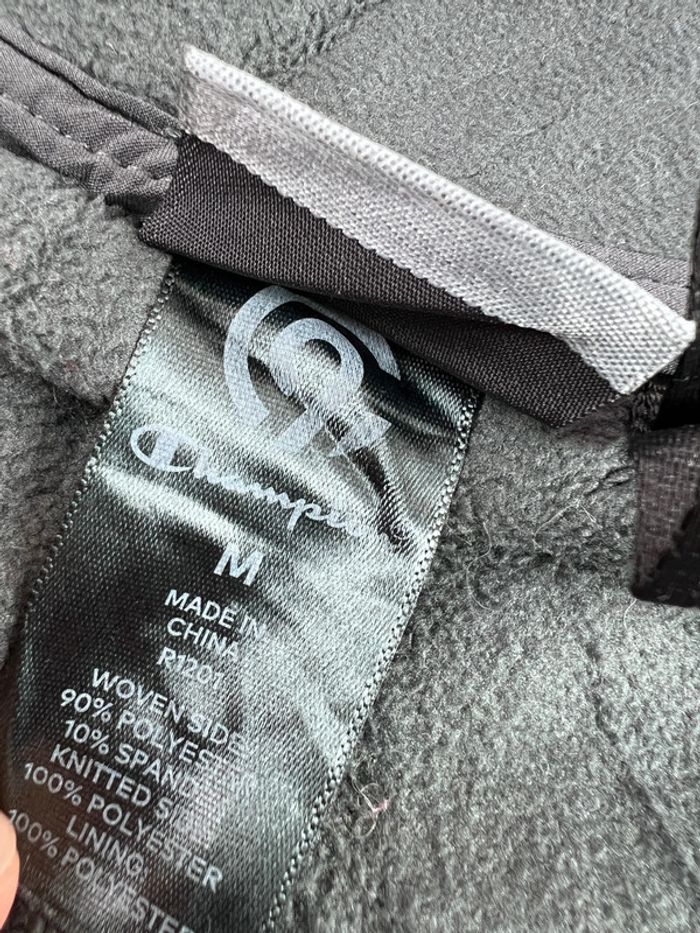 Champion
M
MADE IN
CHINA
R1201
WOVEN SIDE
90% POLYESTER
10% SPANDEX
KNITTED SIDE
100% POLYESTER
LINING
100% POLYESTER